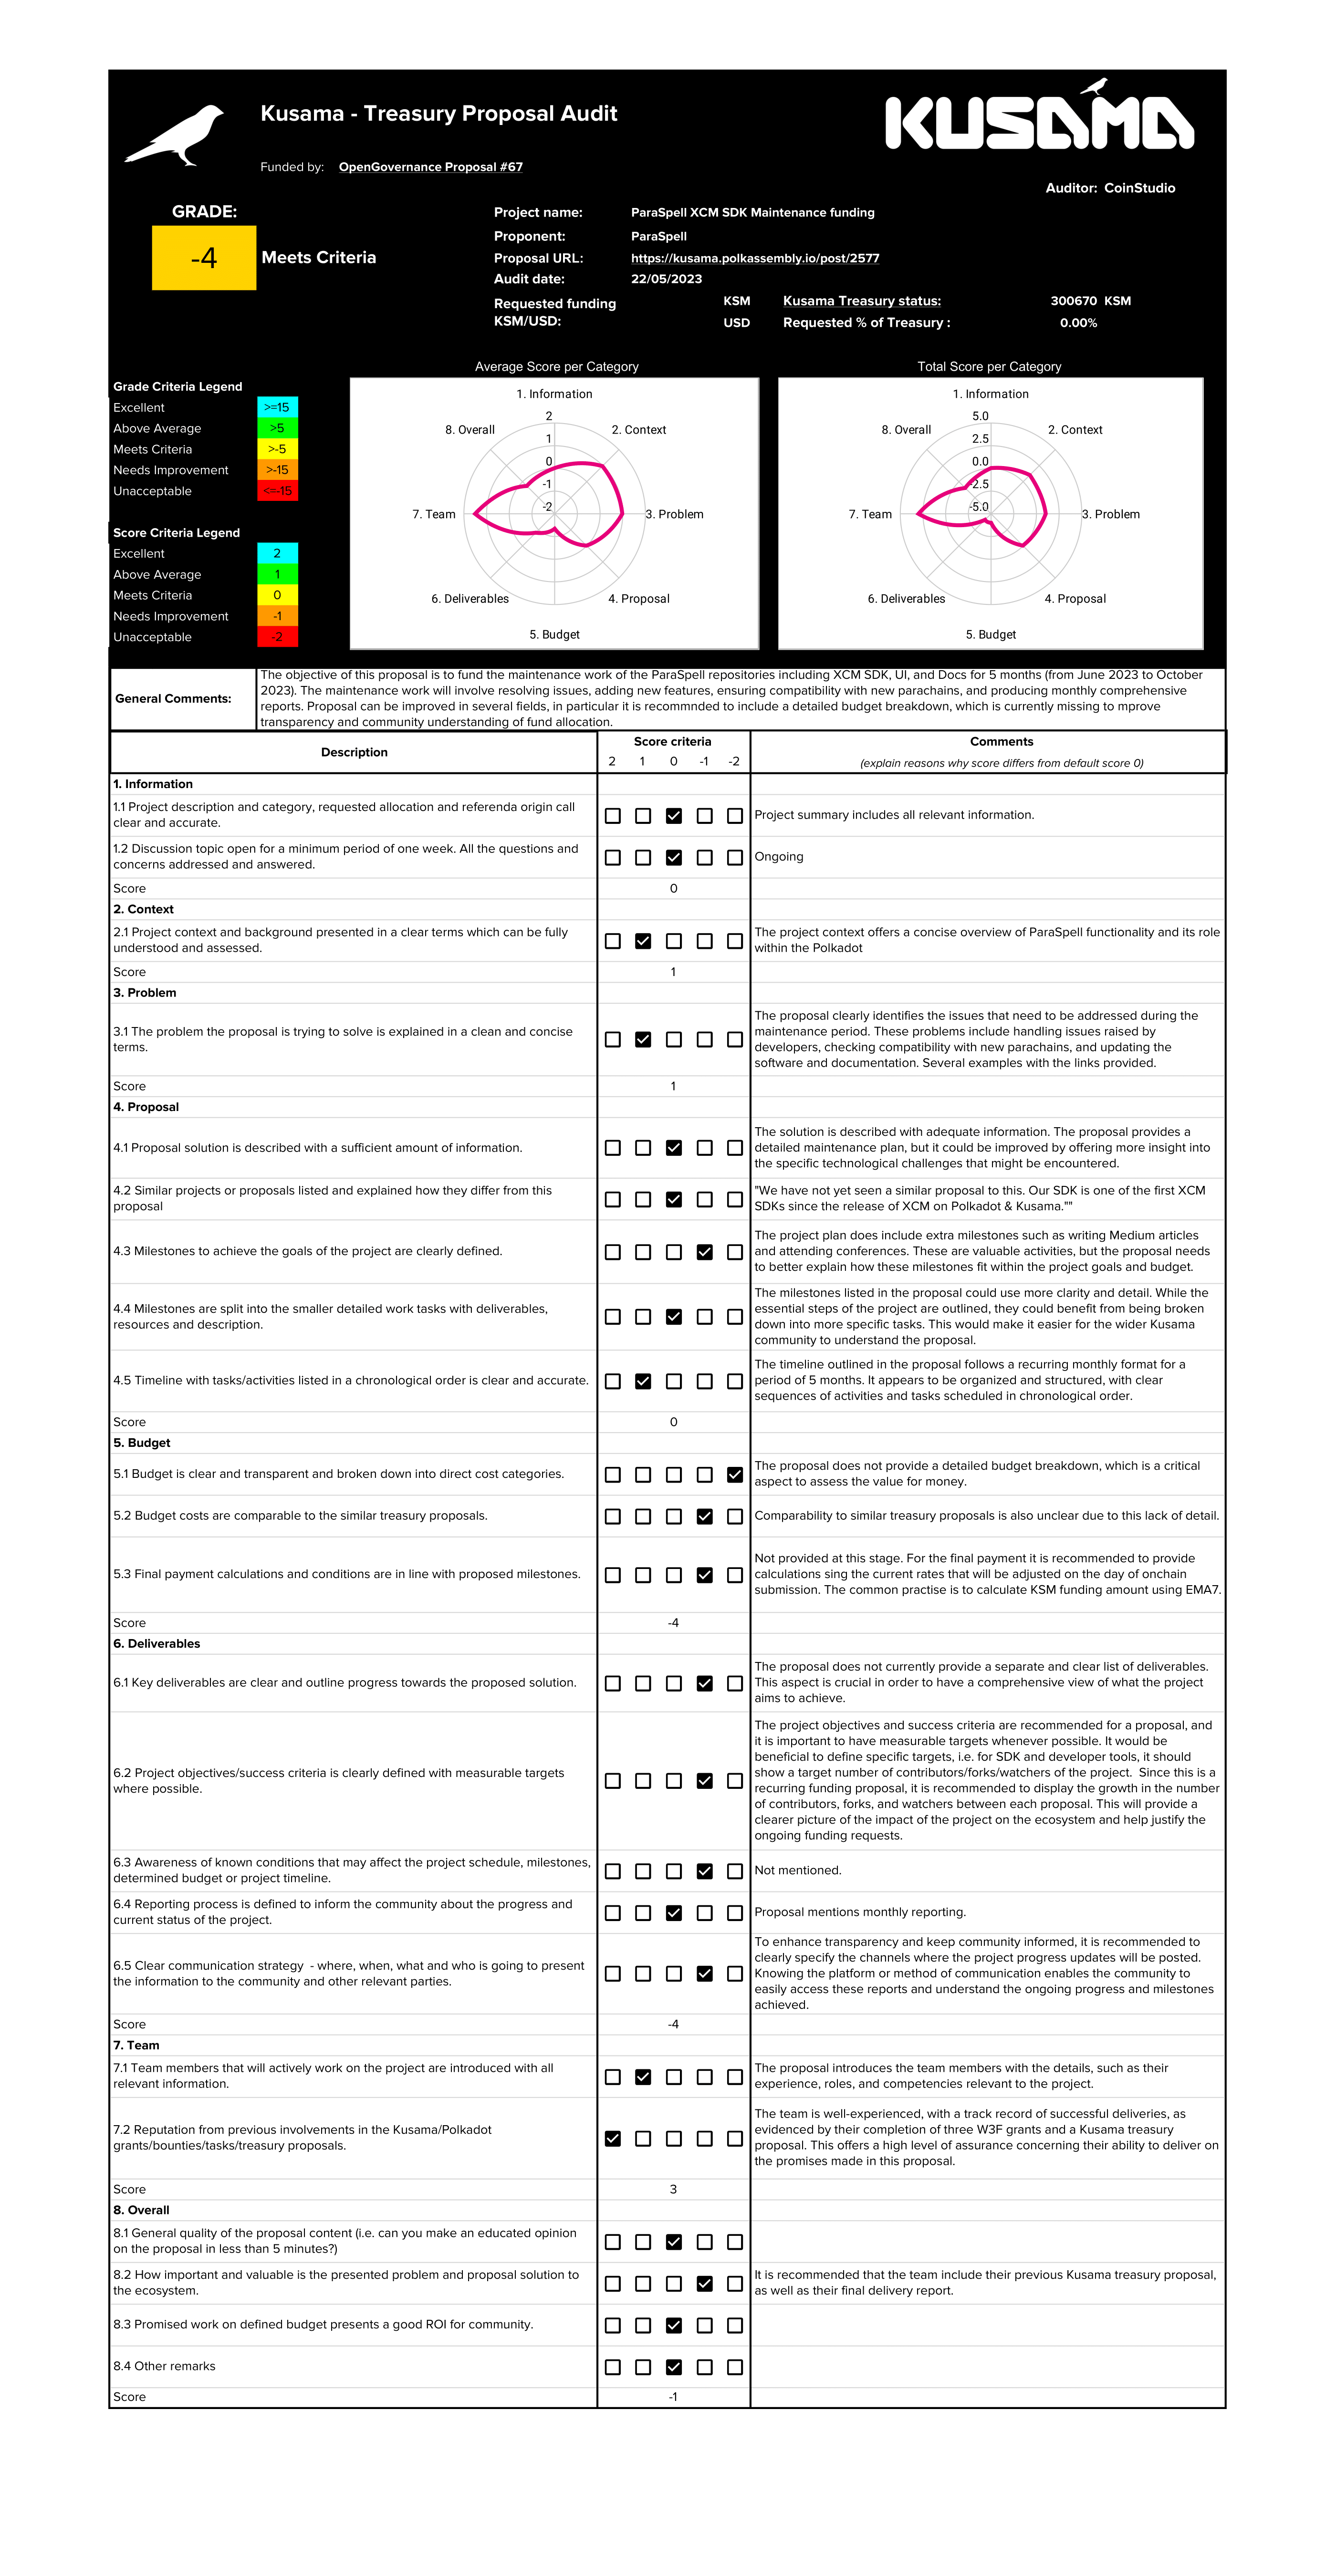 Kusama - Treasury Proposal Audit
KUSAMA
Funded by: OpenGovernance Proposal #67
Auditor: CoinStudio
GRADE:
-4
Meets Criteria
Project name: ParaSpell XCM SDK Maintenance funding
Proponent: ParaSpell
Proposal URL: https://kusama.polkassembly.io/post/2577
Audit date: 22/05/2023
Requested funding KSM Kusama Treasury status: 300670 KSM
KSM/USD: USD Requested % of Treasury : 0.00%
Grade Criteria Legend
Excellent >=15
Above Average >5
Meets Criteria >-5
Needs Improvement >-15
Unacceptable <=-15
Score Criteria Legend
Excellent 2
Above Average 1
Meets Criteria 0
Needs Improvement -1
Unacceptable -2
Average Score per Category
1. Information
2
8. Overall
2. Context
1
0
-1
-2
7. Team
3. Problem
6. Deliverables
4. Proposal
5. Budget
Total Score per Category
1. Information
5.0
8. Overall
2. Context
2.5
0.0
-2.5
-5.0
7. Team
3. Problem
6. Deliverables
4. Proposal
5. Budget
General Comments:
The objective of this proposal is to fund the maintenance work of the ParaSpell repositories including XCM SDK, UI, and Docs for 5 months (from June 2023 to October
2023). The maintenance work will involve resolving issues, adding new features, ensuring compatibility with new parachains, and producing monthly comprehensive
reports. Proposal can be improved in several fields, in particular it is recommnded to include a detailed budget breakdown, which is currently missing to mprove
transparency and community understanding of fund allocation.
Description
Score criteria
2 1 0 -1 -2
Comments
(explain reasons why score differs from default score 0)
1. Information
1.1 Project description and category, requested allocation and referenda origin call
clear and accurate.
Project summary includes all relevant information.
1.2 Discussion topic open for a minimum period of one week. All the questions and
concerns addressed and answered.
Ongoing
Score 0
2. Context
2.1 Project context and background presented in a clear terms which can be fully
understood and assessed.
The project context offers a concise overview of ParaSpell functionality and its role
within the Polkadot
Score 1
3. Problem
3.1 The problem the proposal is trying to solve is explained in a clean and concise
terms.
The proposal clearly identifies the issues that need to be addressed during the
maintenance period. These problems include handling issues raised by
developers, checking compatibility with new parachains, and updating the
software and documentation. Several examples with the links provided.
Score 1
4. Proposal
4.1 Proposal solution is described with a sufficient amount of information.
The solution is described with adequate information. The proposal provides a
detailed maintenance plan, but it could be improved by offering more insight into
the specific technological challenges that might be encountered.
4.2 Similar projects or proposals listed and explained how they differ from this
proposal
"We have not yet seen a similar proposal to this. Our SDK is one of the first XCM
SDKs since the release of XCM on Polkadot & Kusama.""
4.3 Milestones to achieve the goals of the project are clearly defined.
The project plan does include extra milestones such as writing Medium articles
and attending conferences. These are valuable activities, but the proposal needs
to better explain how these milestones fit within the project goals and budget.
4.4 Milestones are split into the smaller detailed work tasks with deliverables,
resources and description.
The milestones listed in the proposal could use more clarity and detail. While the
essential steps of the project are outlined, they could benefit from being broken
down into more specific tasks. This would make it easier for the wider Kusama
community to understand the proposal.
4.5 Timeline with tasks/activities listed in a chronological order is clear and accurate.
The timeline outlined in the proposal follows a recurring monthly format for a
period of 5 months. It appears to be organized and structured, with clear
sequences of activities and tasks scheduled in chronological order.
Score 0
5. Budget
5.1 Budget is clear and transparent and broken down into direct cost categories.
The proposal does not provide a detailed budget breakdown, which is a critical
aspect to assess the value for money.
5.2 Budget costs are comparable to the similar treasury proposals.
Comparability to similar treasury proposals is also unclear due to this lack of detail.
5.3 Final payment calculations and conditions are in line with proposed milestones.
Not provided at this stage. For the final payment it is recommended to provide
calculations sing the current rates that will be adjusted on the day of onchain
submission. The common practise is to calculate KSM funding amount using EMA7.
Score -4
6. Deliverables
6.1 Key deliverables are clear and outline progress towards the proposed solution.
The proposal does not currently provide a separate and clear list of deliverables.
This aspect is crucial in order to have a comprehensive view of what the project
aims to achieve.
6.2 Project objectives/success criteria is clearly defined with measurable targets
where possible.
The project objectives and success criteria are recommended for a proposal, and
it is important to have measurable targets whenever possible. It would be
beneficial to define specific targets, i.e. for SDK and developer tools, it should
show a target number of contributors/forks/watchers of the project. Since this is a
recurring funding proposal, it is recommended to display the growth in the number
of contributors, forks, and watchers between each proposal. This will provide a
clearer picture of the impact of the project on the ecosystem and help justify the
ongoing funding requests.
6.3 Awareness of known conditions that may affect the project schedule, milestones,
determined budget or project timeline.
Not mentioned.
6.4 Reporting process is defined to inform the community about the progress and
current status of the project.
Proposal mentions monthly reporting.
6.5 Clear communication strategy - where, when, what and who is going to present
the information to the community and other relevant parties.
To enhance transparency and keep community informed, it is recommended to
clearly specify the channels where the project progress updates will be posted.
Knowing the platform or method of communication enables the community to
easily access these reports and understand the ongoing progress and milestones
achieved.
Score -4
7. Team
7.1 Team members that will actively work on the project are introduced with all
relevant information.
The proposal introduces the team members with the details, such as their
experience, roles, and competencies relevant to the project.
7.2 Reputation from previous involvements in the Kusama/Polkadot
grants/bounties/tasks/treasury proposals.
The team is well-experienced, with a track record of successful deliveries, as
evidenced by their completion of three W3F grants and a Kusama treasury
proposal. This offers a high level of assurance concerning their ability to deliver on
the promises made in this proposal.
Score 3
8. Overall
8.1 General quality of the proposal content (i.e. can you make an educated opinion
on the proposal in less than 5 minutes?)
8.2 How important and valuable is the presented problem and proposal solution to
the ecosystem.
It is recommended that the team include their previous Kusama treasury proposal,
as well as their final delivery report.
8.3 Promised work on defined budget presents a good ROI for community.
8.4 Other remarks
Score -1